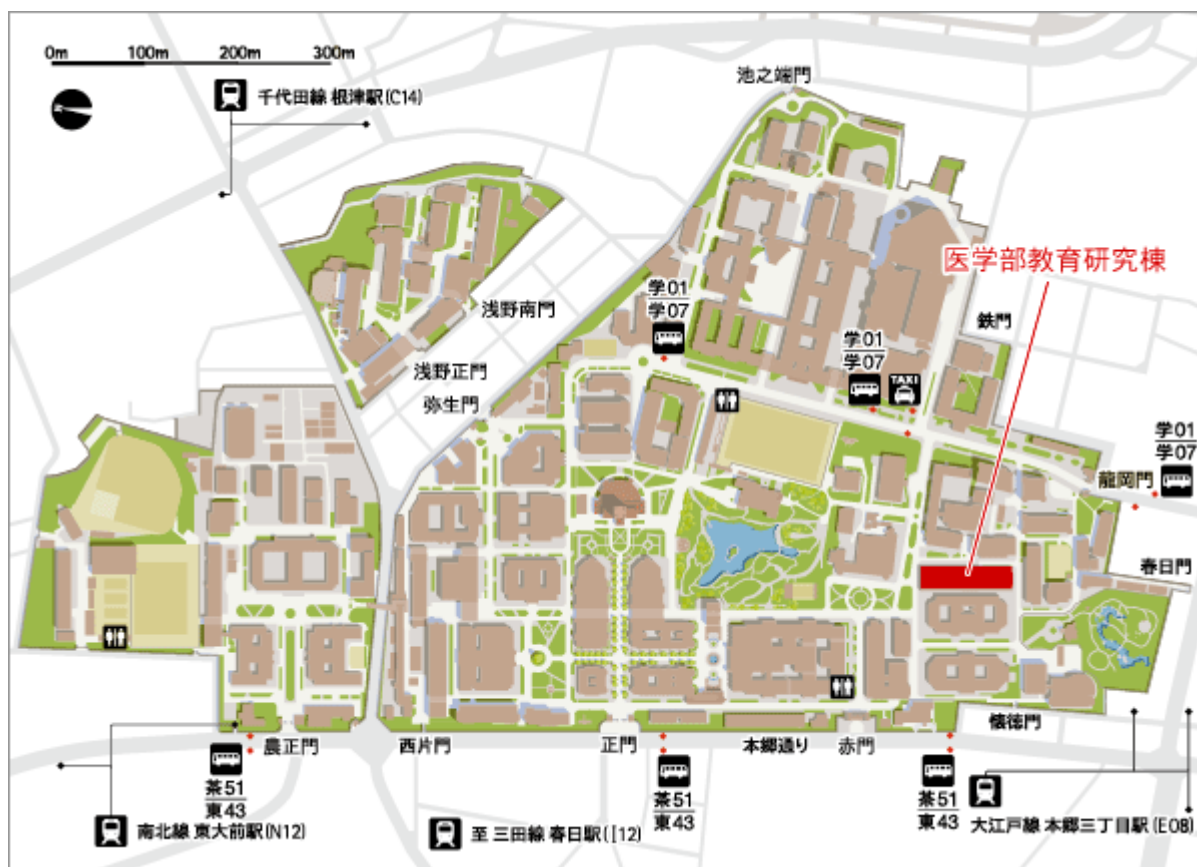 0m 100m 200m 300m
千代田線 根津駅(C14)
池之端門
医学部教育研究棟
学01
学07
浅野南門
学01
学07
TAXI
鉄門
浅野正門
弥生門
学01
学07
龍岡門
春日門
懐徳門
農正門
西片門
正門
本郷通り
赤門
茶51
東43
茶51
東43
茶51
東43
南北線 東大前駅(N12)
至 三田線 春日駅(I12)
大江戸線 本郷三丁目駅(E08)